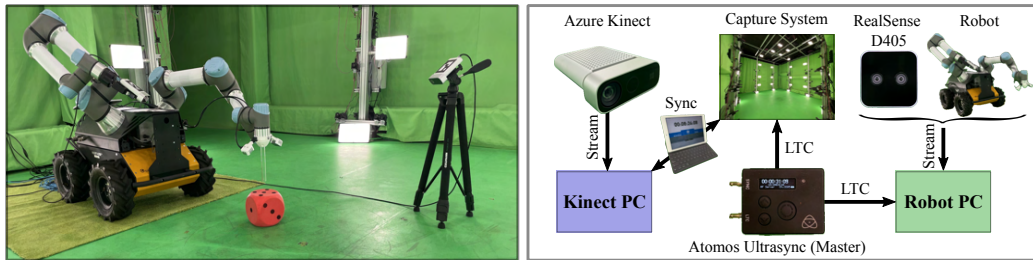 Azure Kinect
Capture System
RealSense
D405
Robot
Sync
Stream
LTC
Stream
Kinect PC
LTC
Robot PC
Atomos Ultrasync (Master)